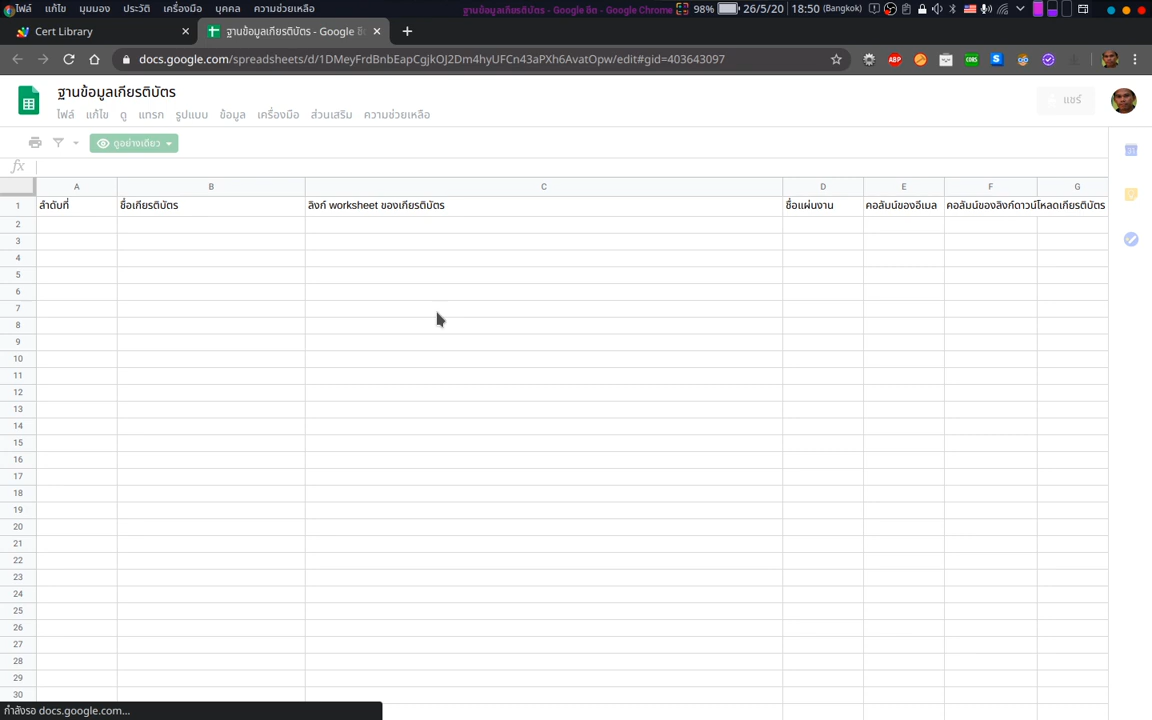 ไฟล์ แก้ไข มุมมอง ประวัติ เครื่องมือ บุคคล ความช่วยเหลือ ฐานข้อมูลเกียรติบัตร - Google ชีต - Google Chrome 98% 26/5/20 18:50 (Bangkok)
Cert Library ฐานข้อมูลเกียรติบัตร - Google ชี
docs.google.com/spreadsheets/d/1DMeyFrdBnbEapCgjkOJ2Dm4hyUFCn43aPXh6AvatOpw/edit#gid=403643097 ABP CORS S
ฐานข้อมูลเกียรติบัตร
แชร์
ไฟล์ แก้ไข ดู แทรก รูปแบบ ข้อมูล เครื่องมือ ส่วนเสริม ความช่วยเหลือ
ดูอย่างเดียว
31
fx
A B C D E F G
1 ลำดับที่ ชื่อเกียรติบัตร ลิงก์ worksheet ของเกียรติบัตร ชื่อแผ่นงาน คอลัมน์ของอีเมล คอลัมน์ของลิงก์ดาวน์โหลดเกียรติบัตร
2
3
4
5
6
7
8
9
10
11
12
13
14
15
16
17
18
19
20
21
22
23
24
25
26
27
28
29
30
กำลังรอ docs.google.com...